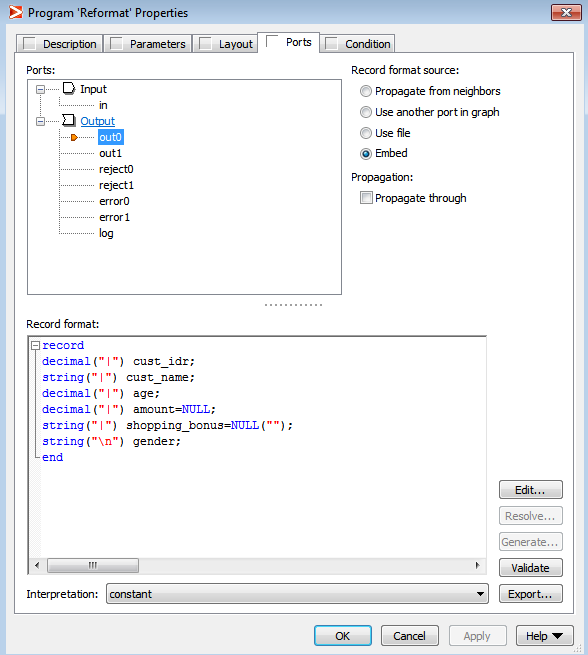 Program 'Reformat' Properties
Description Parameters Layout Ports Condition
Ports:
Input
in
Output
out0
out1
reject0
reject1
error0
error1
log
Record format source:
Propagate from neighbors
Use another port in graph
Use file
Embed
Propagation:
Propagate through
Record format:
record
decimal("|") cust_idr;
string("|") cust_name;
decimal("|") age;
decimal("|") amount=NULL;
string("|") shopping_bonus=NULL("");
string("\n") gender;
end
Edit...
Resolve...
Generate...
Validate
Interpretation: constant Export...
OK Cancel Apply Help